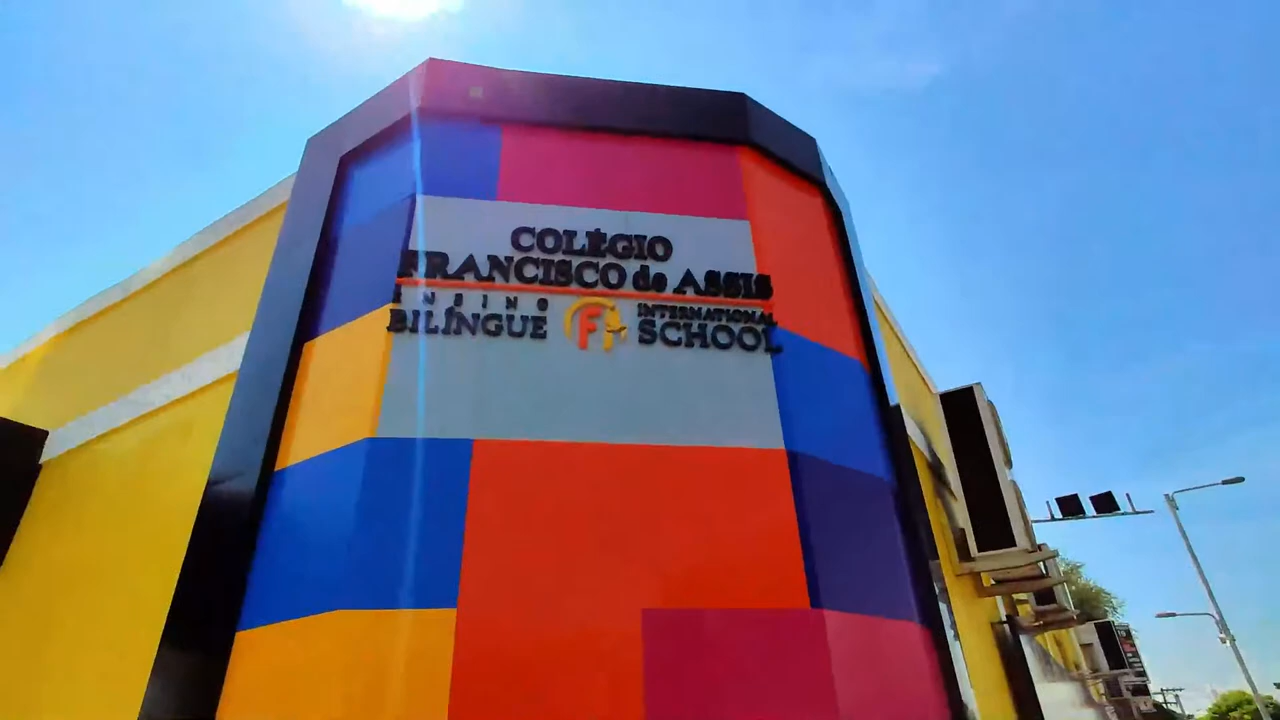 COLÉGIO
FRANCISCO de ASSIS
ENSINO
BILÍNGUE
F
INTERNATIONAL
SCHOOL